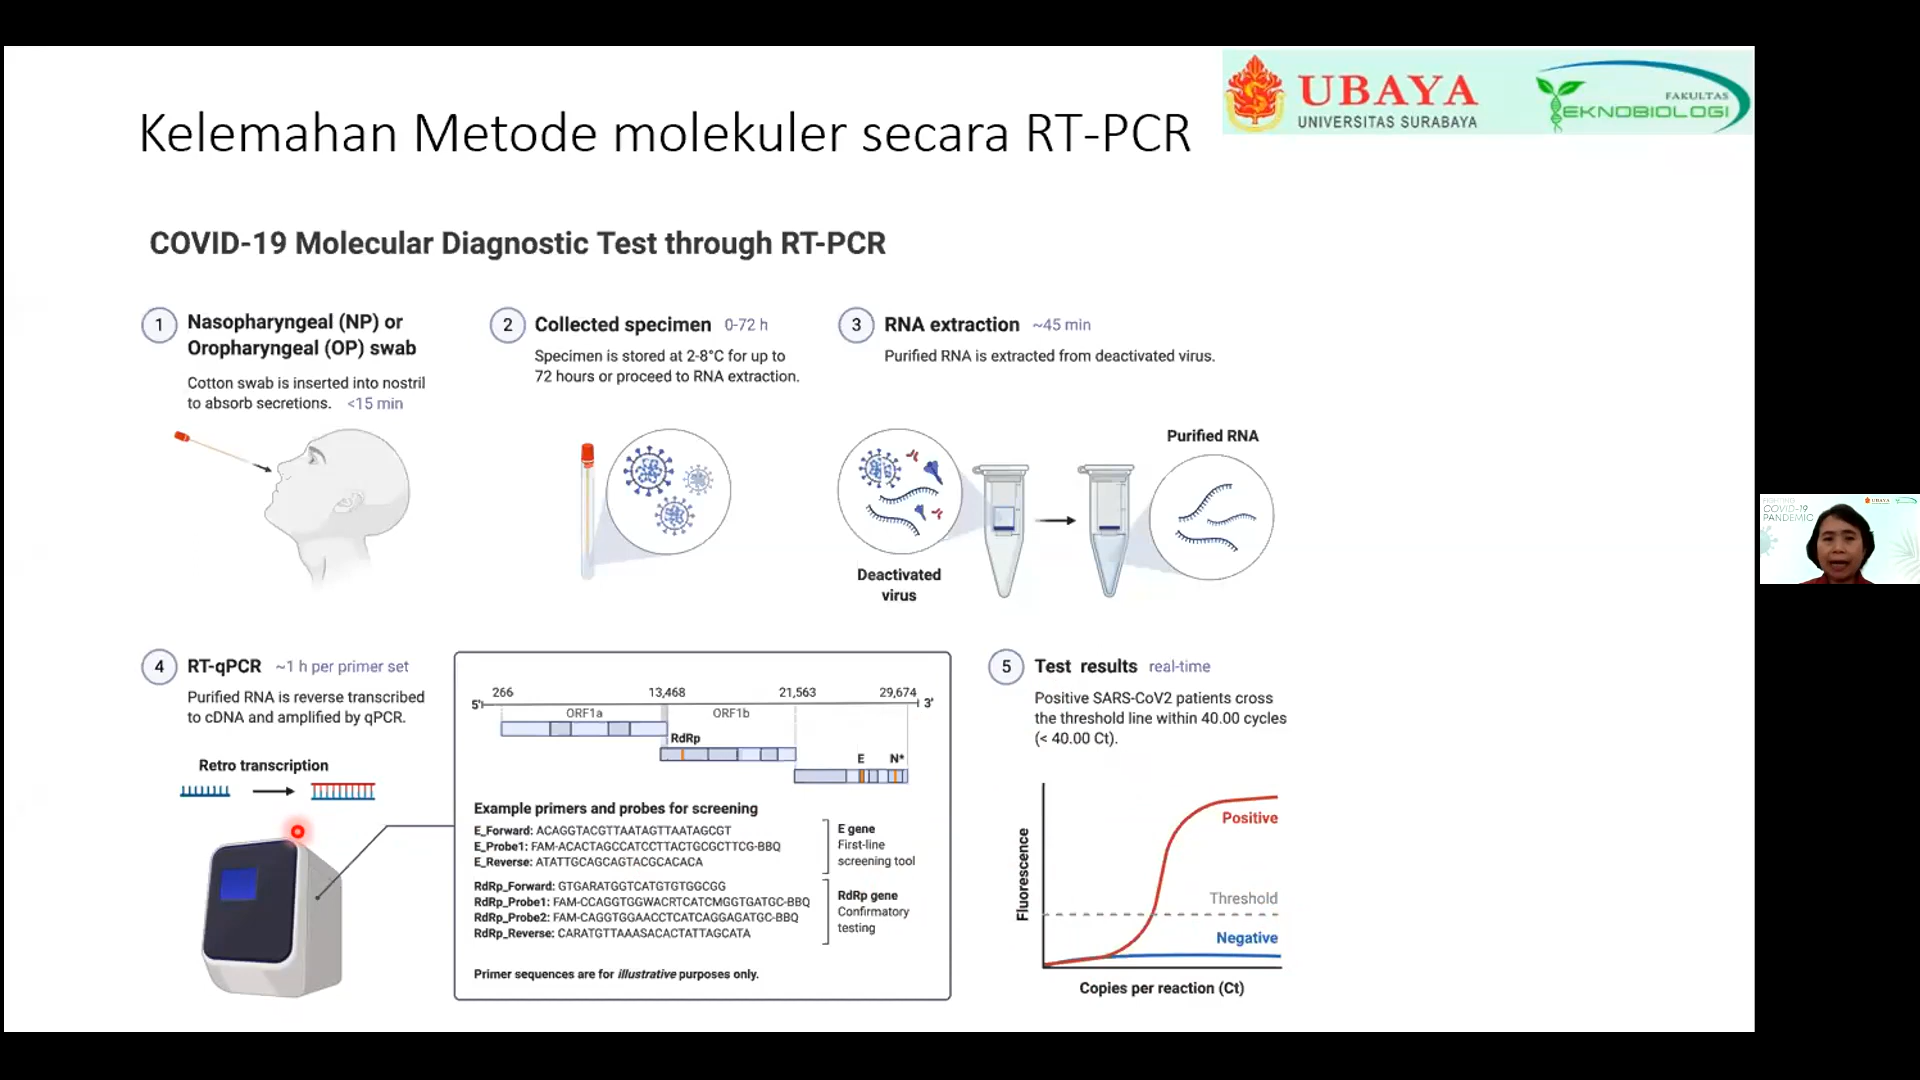 Kelemahan Metode molekuler secara RT-PCR
UBAYA
UNIVERSITAS SURABAYA
FAKULTAS
TEKNOBIOLOGI
COVID-19 Molecular Diagnostic Test through RT-PCR
1
Nasopharyngeal (NP) or
Oropharyngeal (OP) swab
Cotton swab is inserted into nostril
to absorb secretions. <15 min
2
Collected specimen 0-72 h
Specimen is stored at 2-8°C for up to
72 hours or proceed to RNA extraction.
3
RNA extraction ~45 min
Purified RNA is extracted from deactivated virus.
Purified RNA
Deactivated
virus
4
RT-qPCR ~1 h per primer set
Purified RNA is reverse transcribed
to cDNA and amplified by qPCR.
Retro transcription
266 13,468 21,563 29,674
5' 3'
ORF1a ORF1b
RdRp
E N*
Example primers and probes for screening
E_Forward: ACAGGTACGTTAATAGTTAATAGCGT
E_Probe1: FAM-ACACTAGCCATCCTTACTGCGCTTCG-BBQ
E_Reverse: ATATTGCAGCAGTACGCACACA
E gene
First-line
screening tool
RdRp_Forward: GTGARATGGTCATGTGTGGCGG
RdRp_Probe1: FAM-CCAGGTGGWACRTCATCMGGTGATGC-BBQ
RdRp_Probe2: FAM-CAGGTGGAACCTCATCAGGAGATGC-BBQ
RdRp_Reverse: CARATGTTAAASACACTATTAGCATA
RdRp gene
Confirmatory
testing
Primer sequences are for illustrative purposes only.
5
Test results real-time
Positive SARS-CoV2 patients cross
the threshold line within 40.00 cycles
(< 40.00 Ct).
Fluorescence
Positive
Threshold
Negative
Copies per reaction (Ct)
FIGHTING
COVID-19
PANDEMIC
UBAYA